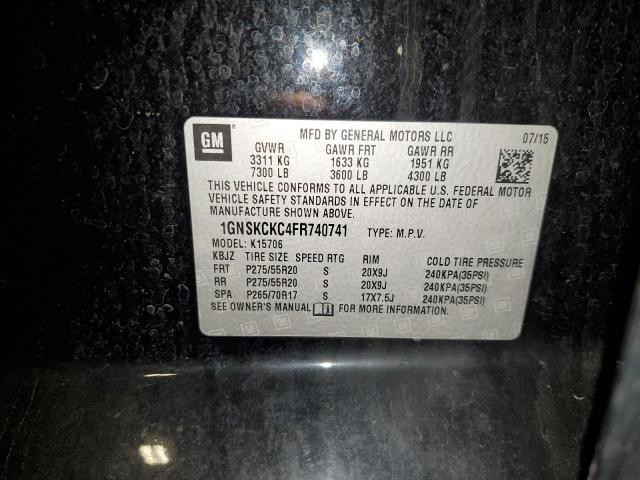 GM MFD BY GENERAL MOTORS LLC 07/15
GVWR GAWR FRT GAWR RR
3311 KG 1633 KG 1951 KG
7300 LB 3600 LB 4300 LB
THIS VEHICLE CONFORMS TO ALL APPLICABLE U.S. FEDERAL MOTOR
VEHICLE SAFETY STANDARDS IN EFFECT ON THE DATE OF
MANUFACTURE SHOWN ABOVE.
1GNSKCKC4FR740741 TYPE: M.P.V.
MODEL: K15706
KBJZ TIRE SIZE SPEED RTG RIM COLD TIRE PRESSURE
FRT P275/55R20 S 20X9J 240KPA(35PSI)
RR P275/55R20 S 20X9J 240KPA(35PSI)
SPA P265/70R17 S 17X7.5J 240KPA(35PSI)
SEE OWNER'S MANUAL FOR MORE INFORMATION.